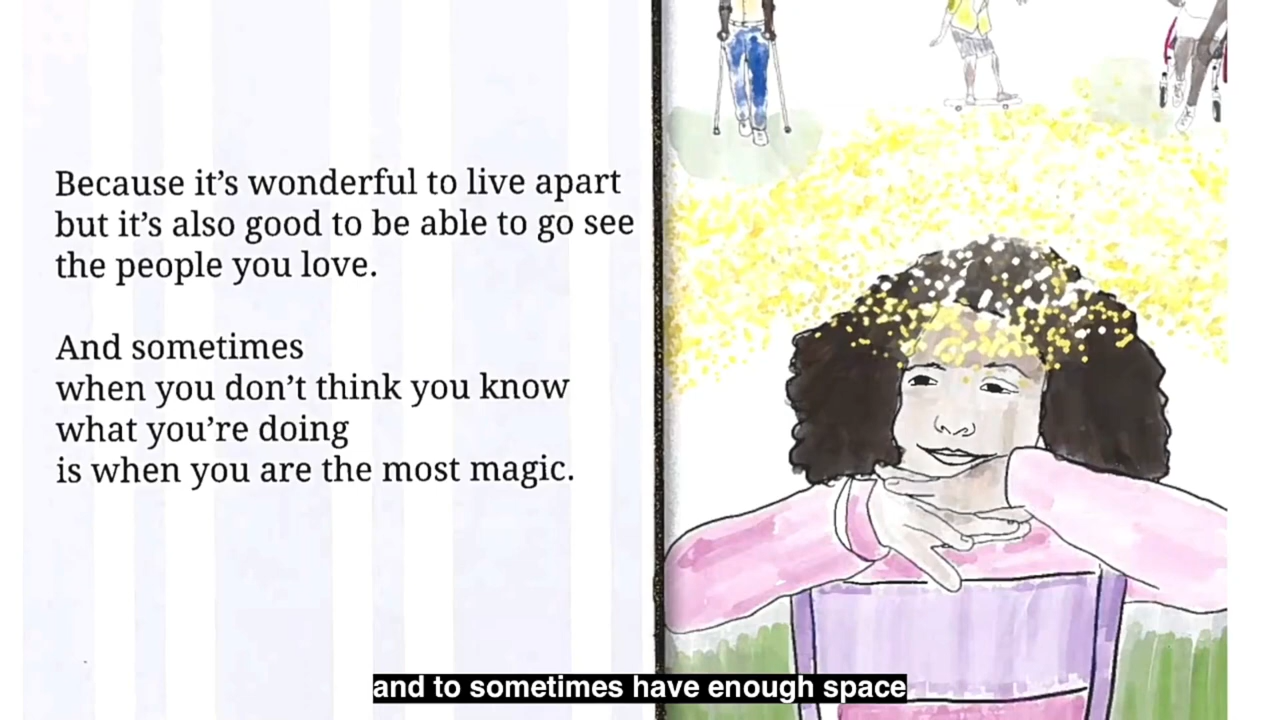 Because it’s wonderful to live apart
but it’s also good to be able to go see
the people you love.
And sometimes
when you don’t think you know
what you’re doing
is when you are the most magic.
and to sometimes have enough space